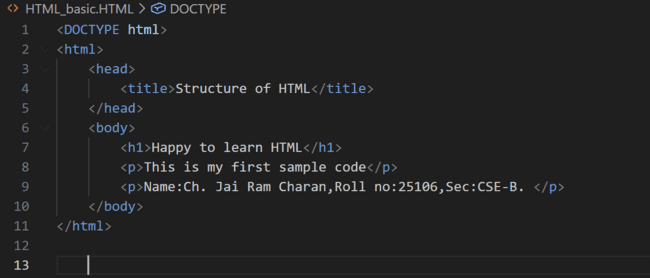 HTML_basic.HTML > DOCTYPE
1 <DOCTYPE html>
2 <html>
3 <head>
4 <title>Structure of HTML</title>
5 </head>
6 <body>
7 <h1>Happy to learn HTML</h1>
8 <p>This is my first sample code</p>
9 <p>Name:Ch. Jai Ram Charan,Roll no:25106,Sec:CSE-B. </p>
10 </body>
11 </html>
12
13